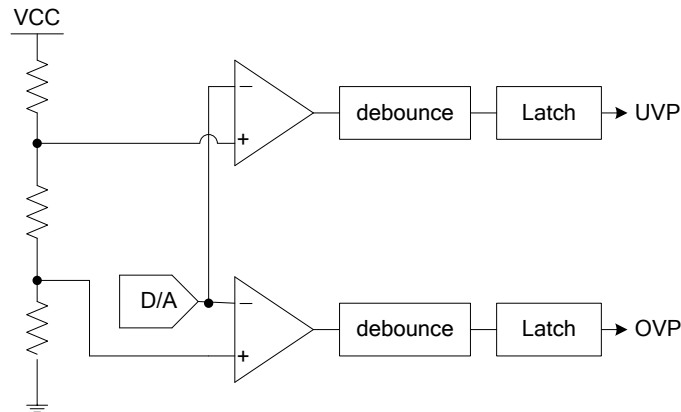 VCC
−
+
debounce
Latch
UVP
D/A
−
+
debounce
Latch
OVP